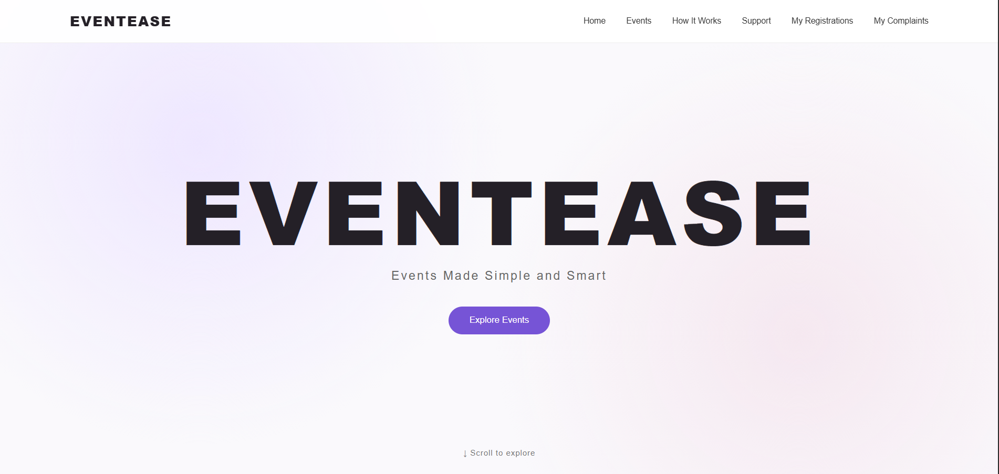 EVENTEASE
Home Events How It Works Support My Registrations My Complaints
EVENTEASE
Events Made Simple and Smart
Explore Events
↓ Scroll to explore